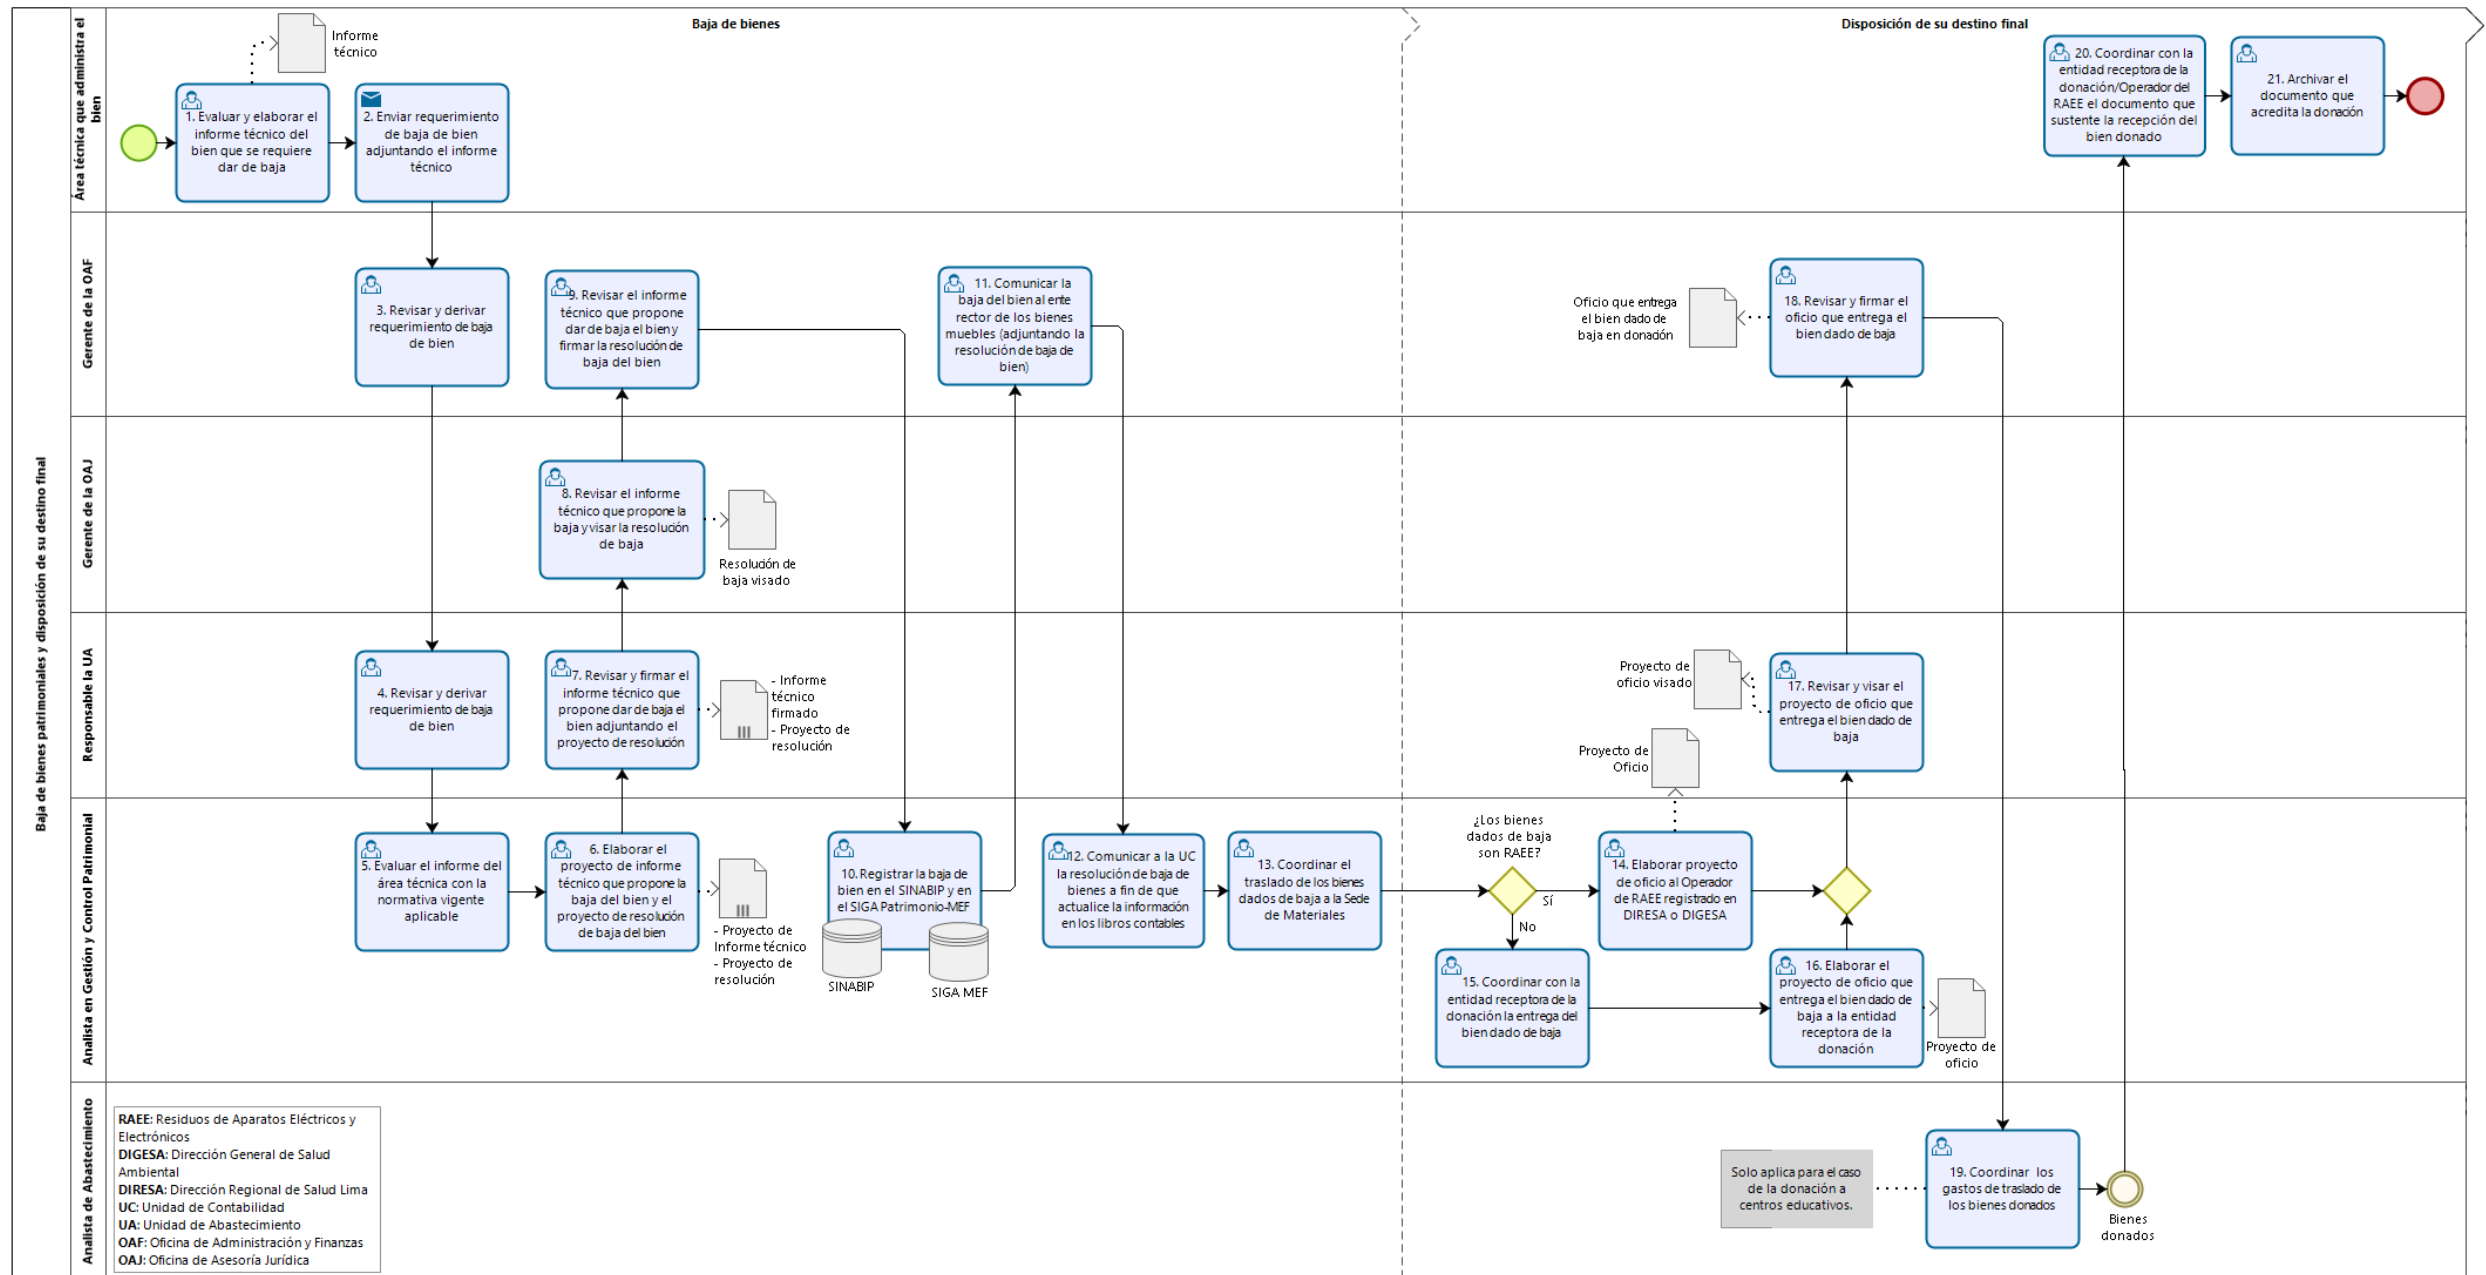 Baja de bienes patrimoniales y disposición de su destino final
Baja de bienes
Disposición de su destino final
Área técnica que administra el
bien
Informe
técnico
1. Evaluar y elaborar el
informe técnico del
bien que se requiere
dar de baja
2. Enviar requerimiento
de baja de bien
adjuntando el informe
técnico
20. Coordinar con la
entidad receptora de la
donación/Operador del
RAEE el documento que
sustente la recepción del
bien donado
21. Archivar el
documento que
acredita la donación
Gerente de la OAF
3. Revisar y derivar
requerimiento de baja
de bien
9. Revisar el informe
técnico que propone
dar de baja el bien y
firmar la resolución de
baja del bien
11. Comunicar la
baja del bien al ente
rector de los bienes
muebles (adjuntando la
resolución de baja de
bien)
Oficio que entrega
el bien dado de
baja en donación
18. Revisar y firmar el
oficio que entrega el
bien dado de baja
Gerente de la OAJ
8. Revisar el informe
técnico que propone la
baja y visar la resolución
de baja
Resolución de
baja visado
Responsable la UA
4. Revisar y derivar
requerimiento de baja
de bien
7. Revisar y firmar el
informe técnico que
propone dar de baja el
bien adjuntando el
proyecto de resolución
- Informe
técnico
firmado
- Proyecto de
resolución
Proyecto de
oficio visado
17. Revisar y visar el
proyecto de oficio que
entrega el bien dado de
baja
Proyecto de
Oficio
Analista en Gestión y Control Patrimonial
5. Evaluar el informe del
área técnica con la
normativa vigente
aplicable
6. Elaborar el
proyecto de informe
técnico que propone la
baja del bien y el
proyecto de resolución
de baja del bien
- Proyecto de
Informe técnico
- Proyecto de
resolución
10. Registrar la baja de
bien en el SINABIP y en
el SIGA Patrimonio-MEF
SINABIP
SIGA MEF
12. Comunicar a la UC
la resolución de baja de
bienes a fin de que
actualice la información
en los libros contables
13. Coordinar el
traslado de los bienes
dados de baja a la Sede
de Materiales
¿Los bienes
dados de baja
son RAEE?
Sí
No
14. Elaborar proyecto
de oficio al Operador
de RAEE registrado en
DIRESA o DIGESA
15. Coordinar con la
entidad receptora de la
donación la entrega del
bien dado de baja
16. Elaborar el
proyecto de oficio que
entrega el bien dado de
baja a la entidad
receptora de la
donación
Proyecto de
oficio
Analista de Abastecimiento
RAEE: Residuos de Aparatos Eléctricos y
Electrónicos
DIGESA: Dirección General de Salud
Ambiental
DIRESA: Dirección Regional de Salud Lima
UC: Unidad de Contabilidad
UA: Unidad de Abastecimiento
OAF: Oficina de Administración y Finanzas
OAJ: Oficina de Asesoría Jurídica
Solo aplica para el caso
de la donación a
centros educativos.
19. Coordinar los
gastos de traslado de
los bienes donados
Bienes
donados